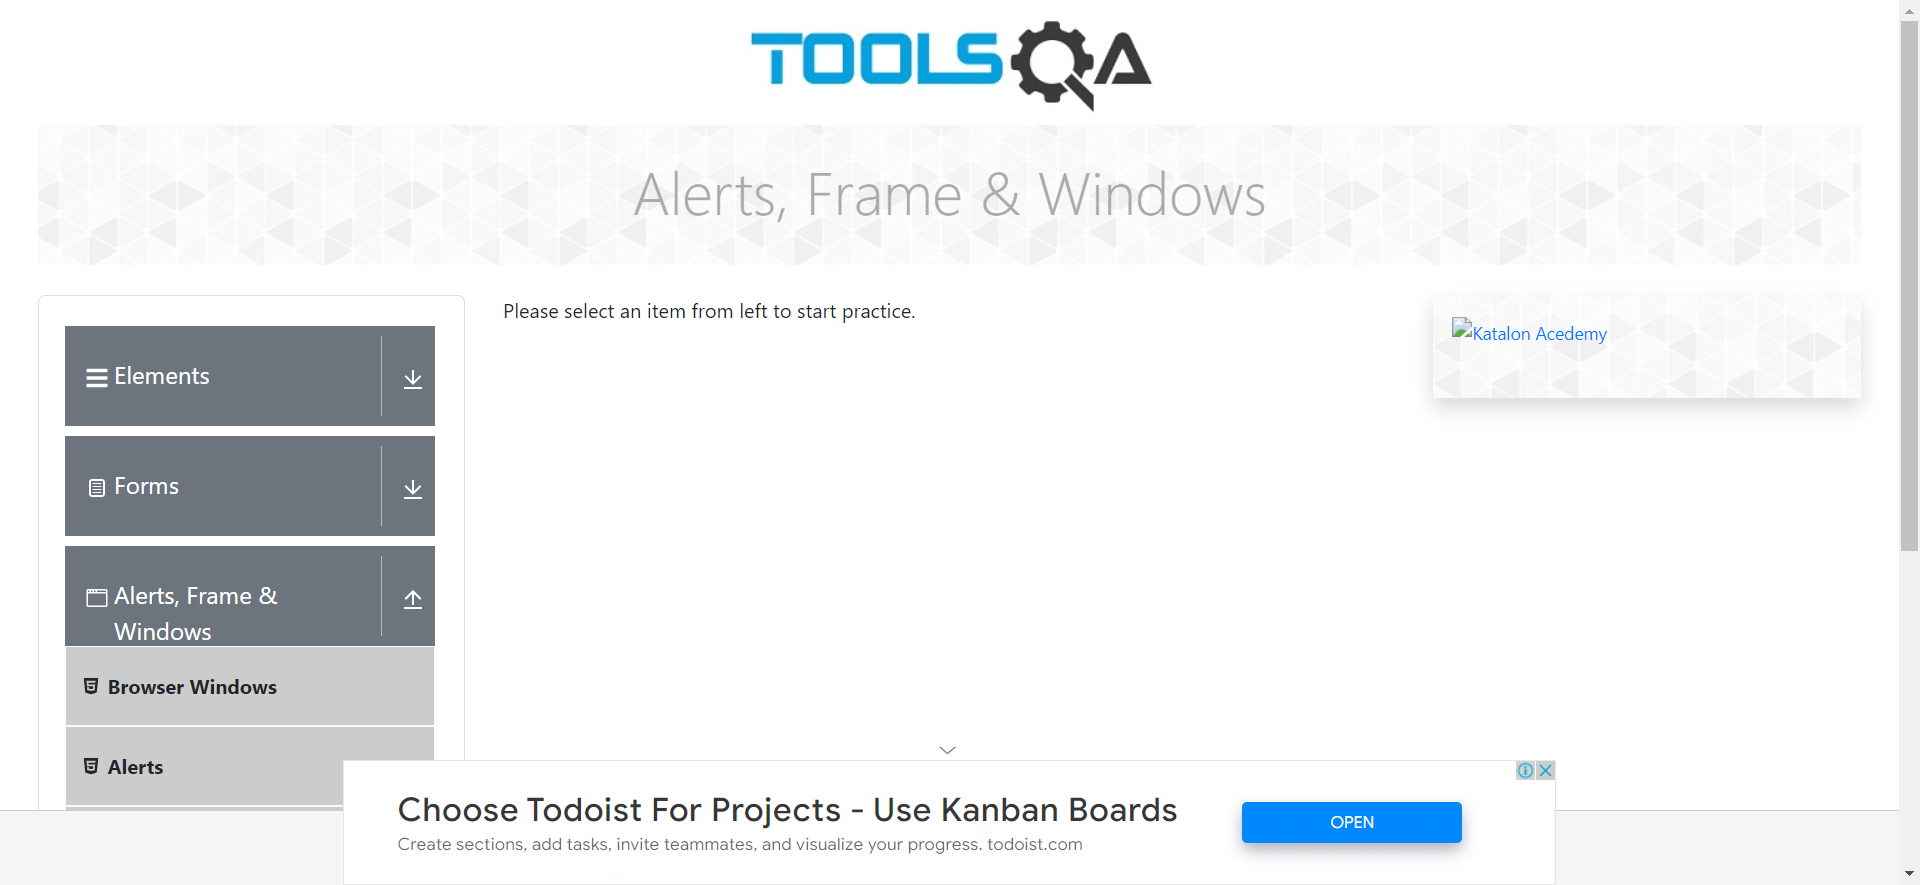 TOOLSQA
Alerts, Frame & Windows
Please select an item from left to start practice.
Katalon Acedemy
Elements
Forms
Alerts, Frame &
Windows
Browser Windows
Alerts
Choose Todoist For Projects - Use Kanban Boards
Create sections, add tasks, invite teammates, and visualize your progress. todoist.com
OPEN